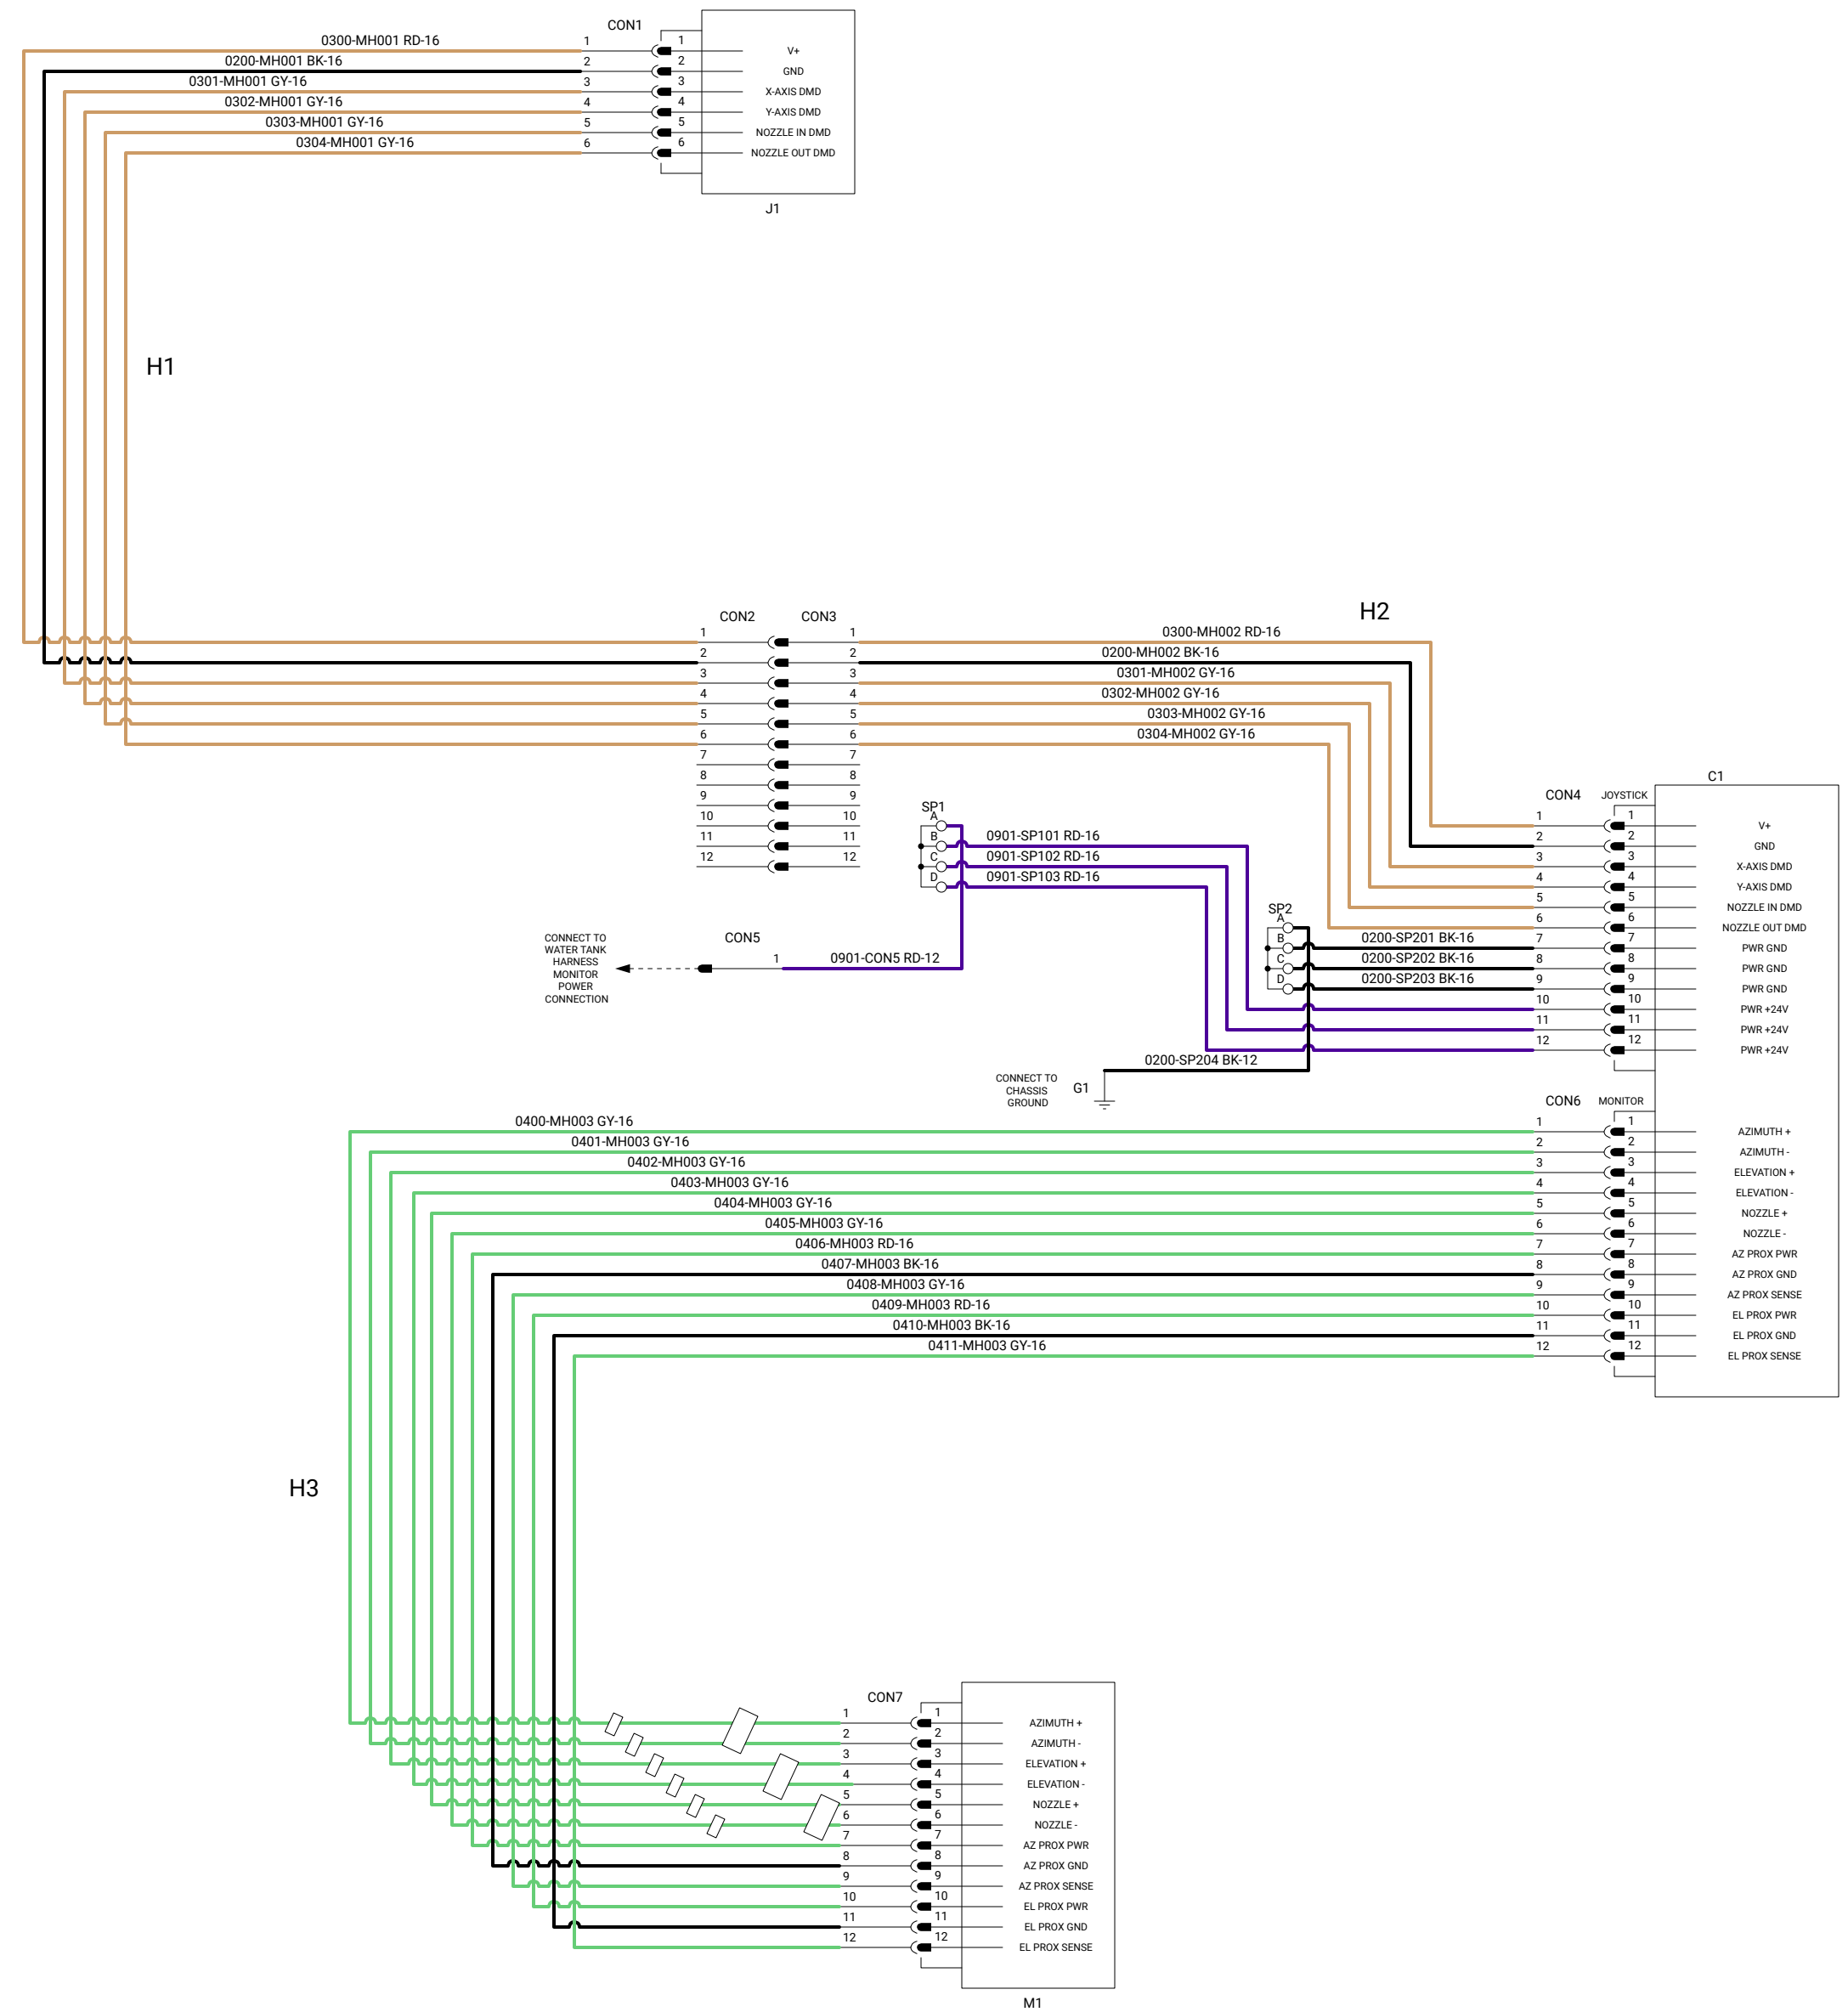 CON1
0300-MH001 RD-16 1 1 V+
0200-MH001 BK-16 2 2 GND
0301-MH001 GY-16 3 3 X-AXIS DMD
0302-MH001 GY-16 4 4 Y-AXIS DMD
0303-MH001 GY-16 5 5 NOZZLE IN DMD
0304-MH001 GY-16 6 6 NOZZLE OUT DMD
J1
H1
H2
CON2 CON3
1 1 0300-MH002 RD-16
2 2 0200-MH002 BK-16
3 3 0301-MH002 GY-16
4 4 0302-MH002 GY-16
5 5 0303-MH002 GY-16
6 6 0304-MH002 GY-16
7 7
8 8
9 9
10 10
11 11
12 12
SP1
A
B 0901-SP101 RD-16
C 0901-SP102 RD-16
D 0901-SP103 RD-16
C1
CON4 JOYSTICK
1 1 V+
2 2 GND
3 3 X-AXIS DMD
4 4 Y-AXIS DMD
5 5 NOZZLE IN DMD
6 6 NOZZLE OUT DMD
SP2
A
B 0200-SP201 BK-16 7 7 PWR GND
C 0200-SP202 BK-16 8 8 PWR GND
D 0200-SP203 BK-16 9 9 PWR GND
10 10 PWR +24V
11 11 PWR +24V
12 12 PWR +24V
CONNECT TO
WATER TANK
HARNESS
MONITOR
POWER
CONNECTION
CON5
1 0901-CON5 RD-12
0200-SP204 BK-12
CONNECT TO
CHASSIS
GROUND
G1
CON6 MONITOR
0400-MH003 GY-16 1 1 AZIMUTH +
0401-MH003 GY-16 2 2 AZIMUTH -
0402-MH003 GY-16 3 3 ELEVATION +
0403-MH003 GY-16 4 4 ELEVATION -
0404-MH003 GY-16 5 5 NOZZLE +
0405-MH003 GY-16 6 6 NOZZLE -
0406-MH003 RD-16 7 7 AZ PROX PWR
0407-MH003 BK-16 8 8 AZ PROX GND
0408-MH003 GY-16 9 9 AZ PROX SENSE
0409-MH003 RD-16 10 10 EL PROX PWR
0410-MH003 BK-16 11 11 EL PROX GND
0411-MH003 GY-16 12 12 EL PROX SENSE
H3
CON7
1 1 AZIMUTH +
2 2 AZIMUTH -
3 3 ELEVATION +
4 4 ELEVATION -
5 5 NOZZLE +
6 6 NOZZLE -
7 7 AZ PROX PWR
8 8 AZ PROX GND
9 9 AZ PROX SENSE
10 10 EL PROX PWR
11 11 EL PROX GND
12 12 EL PROX SENSE
M1